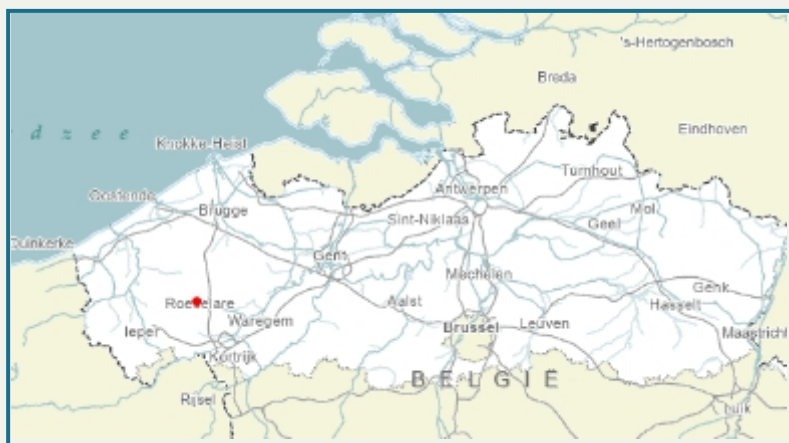 's-Hertogenbosch
Breda
Eindhoven
d z e e
Knokke-Heist
Turnhout
Antwerpen
Oostende
Brugge
Sint-Niklaas
Mol
Geel
Duinkerke
Gent
Mechelen
Genk
Roeselare
Aalst
Hasselt
Waregem
Brussel
Leuven
Ieper
Maastricht
Kortrijk
BELGIË
Rijsel
Luik